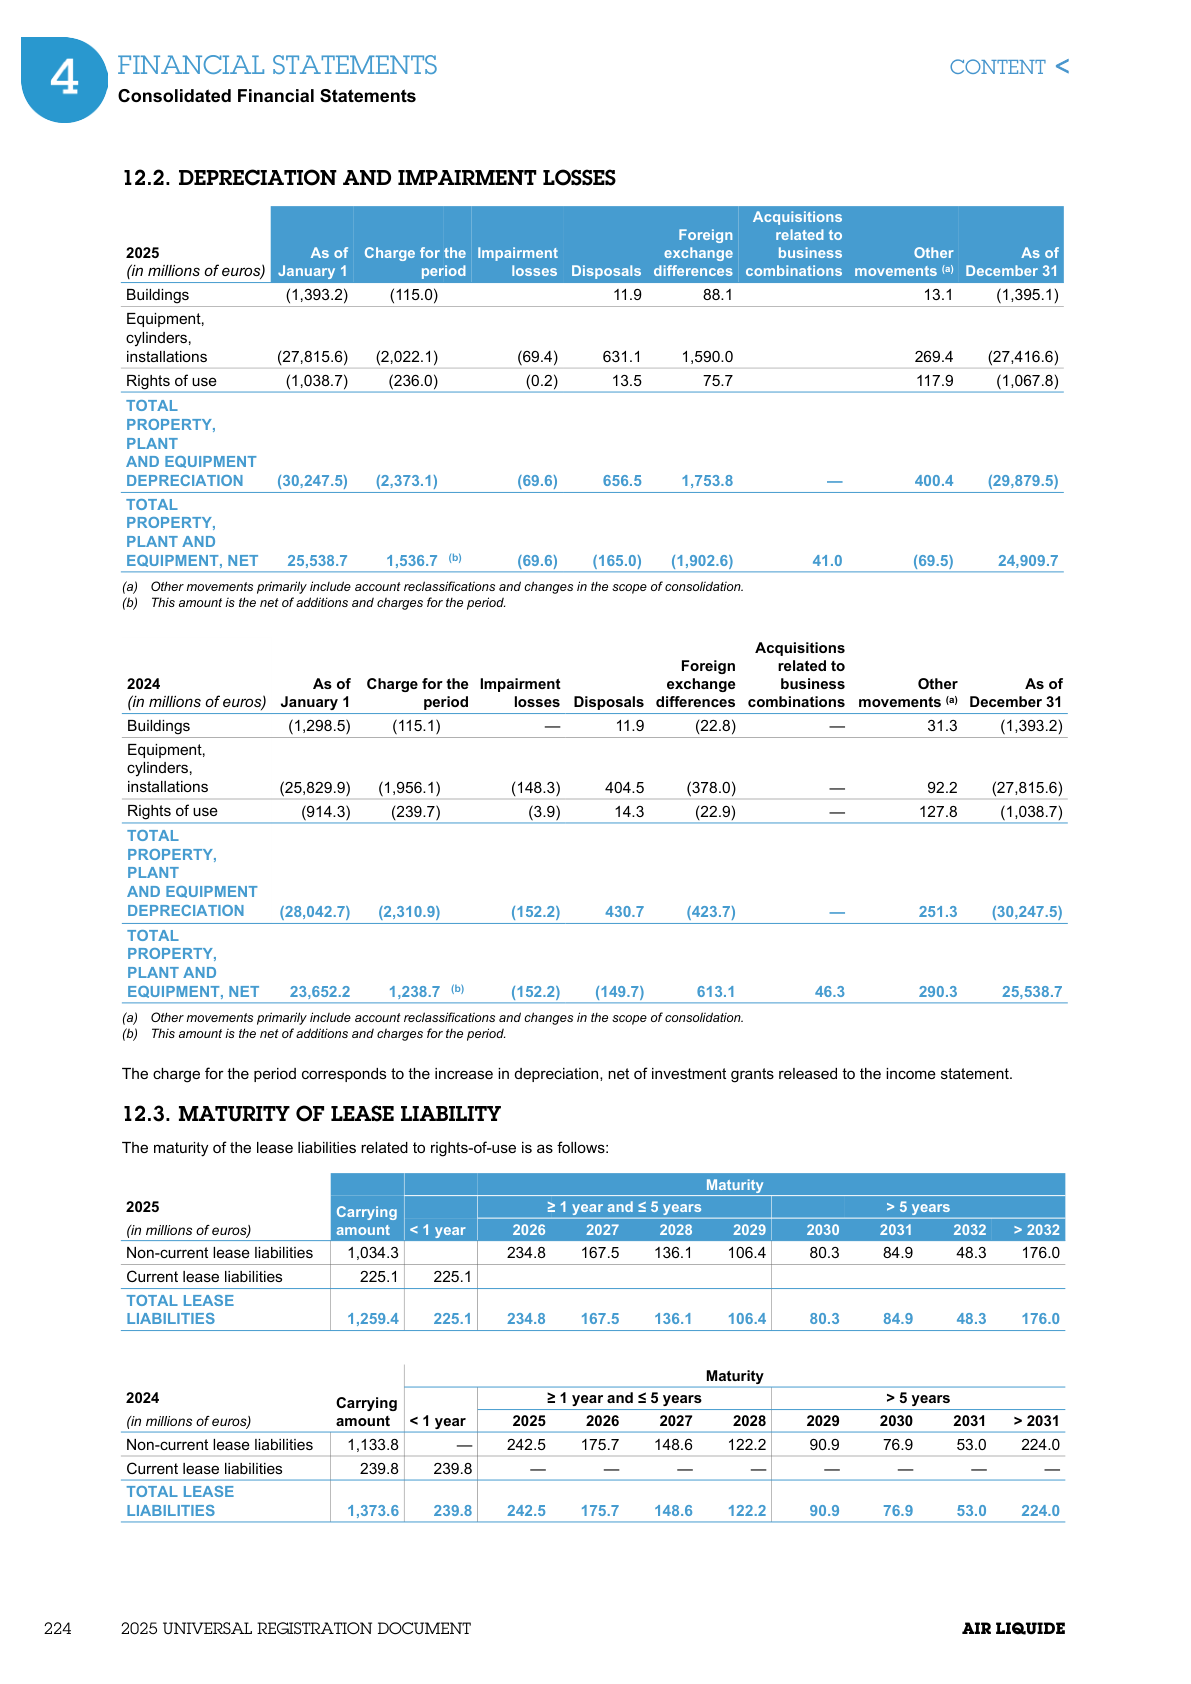 4
FINANCIAL STATEMENTS
CONTENT <
Consolidated Financial Statements
12.2. DEPRECIATION AND IMPAIRMENT LOSSES
2025 (in millions of euros) As of January 1 Charge for the period Impairment losses Disposals Foreign exchange differences Acquisitions related to business combinations Other movements (a) As of December 31
Buildings (1,393.2) (115.0) 11.9 88.1 13.1 (1,395.1)
Equipment,
cylinders,
installations (27,815.6) (2,022.1) (69.4) 631.1 1,590.0 269.4 (27,416.6)
Rights of use (1,038.7) (236.0) (0.2) 13.5 75.7 117.9 (1,067.8)
TOTAL
PROPERTY,
PLANT
AND EQUIPMENT
DEPRECIATION (30,247.5) (2,373.1) (69.6) 656.5 1,753.8 — 400.4 (29,879.5)
TOTAL
PROPERTY,
PLANT AND
EQUIPMENT, NET 25,538.7 1,536.7 (b) (69.6) (165.0) (1,902.6) 41.0 (69.5) 24,909.7
(a) Other movements primarily include account reclassifications and changes in the scope of consolidation.
(b) This amount is the net of additions and charges for the period.
2024 (in millions of euros) As of January 1 Charge for the period Impairment losses Disposals Foreign exchange differences Acquisitions related to business combinations Other movements (a) As of December 31
Buildings (1,298.5) (115.1) — 11.9 (22.8) — 31.3 (1,393.2)
Equipment,
cylinders,
installations (25,829.9) (1,956.1) (148.3) 404.5 (378.0) — 92.2 (27,815.6)
Rights of use (914.3) (239.7) (3.9) 14.3 (22.9) — 127.8 (1,038.7)
TOTAL
PROPERTY,
PLANT
AND EQUIPMENT
DEPRECIATION (28,042.7) (2,310.9) (152.2) 430.7 (423.7) — 251.3 (30,247.5)
TOTAL
PROPERTY,
PLANT AND
EQUIPMENT, NET 23,652.2 1,238.7 (b) (152.2) (149.7) 613.1 46.3 290.3 25,538.7
(a) Other movements primarily include account reclassifications and changes in the scope of consolidation.
(b) This amount is the net of additions and charges for the period.
The charge for the period corresponds to the increase in depreciation, net of investment grants released to the income statement.
12.3. MATURITY OF LEASE LIABILITY
The maturity of the lease liabilities related to rights-of-use is as follows:
Maturity
2025 Carrying ≥ 1 year and ≤ 5 years > 5 years
(in millions of euros) amount < 1 year 2026 2027 2028 2029 2030 2031 2032 > 2032
Non-current lease liabilities 1,034.3 234.8 167.5 136.1 106.4 80.3 84.9 48.3 176.0
Current lease liabilities 225.1 225.1
TOTAL LEASE
LIABILITIES 1,259.4 225.1 234.8 167.5 136.1 106.4 80.3 84.9 48.3 176.0
Maturity
2024 Carrying ≥ 1 year and ≤ 5 years > 5 years
(in millions of euros) amount < 1 year 2025 2026 2027 2028 2029 2030 2031 > 2031
Non-current lease liabilities 1,133.8 — 242.5 175.7 148.6 122.2 90.9 76.9 53.0 224.0
Current lease liabilities 239.8 239.8 — — — — — — — —
TOTAL LEASE
LIABILITIES 1,373.6 239.8 242.5 175.7 148.6 122.2 90.9 76.9 53.0 224.0
224 2025 UNIVERSAL REGISTRATION DOCUMENT AIR LIQUIDE